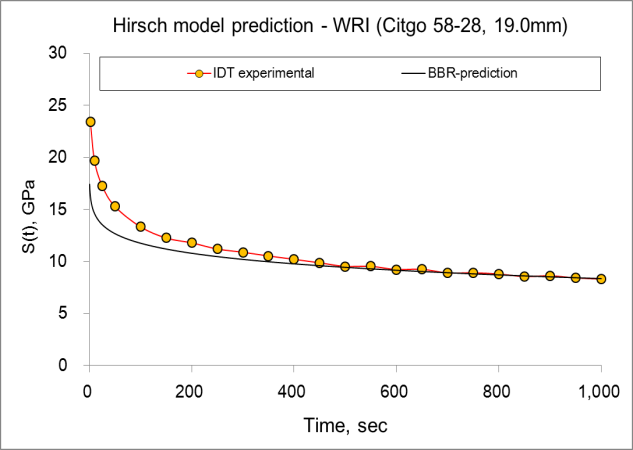 Hirsch model prediction - WRI (Citgo 58-28, 19.0mm)
IDT experimental
BBR-prediction
S(t), GPa
30
25
20
15
10
5
0
0 200 400 600 800 1,000
Time, sec